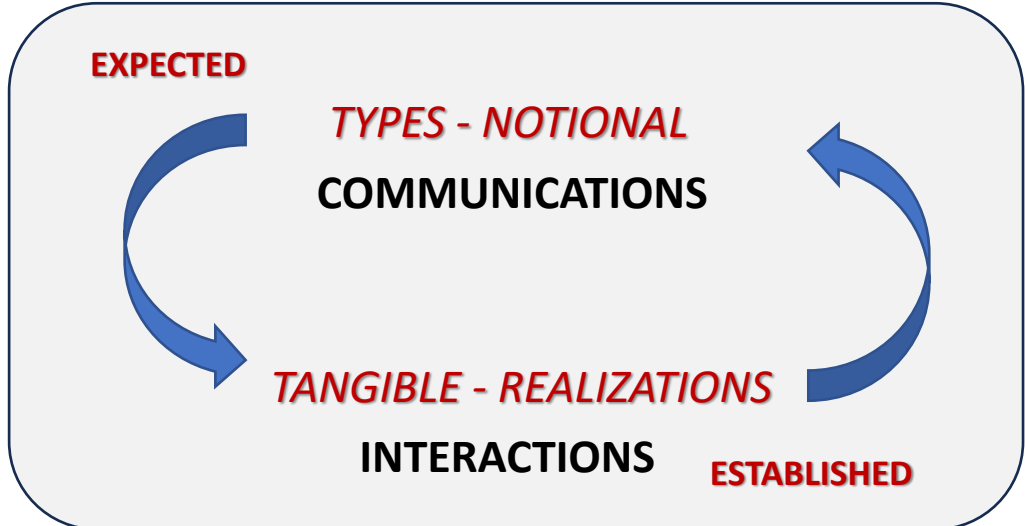 EXPECTED
TYPES - NOTIONAL
COMMUNICATIONS
TANGIBLE - REALIZATIONS
INTERACTIONS
ESTABLISHED